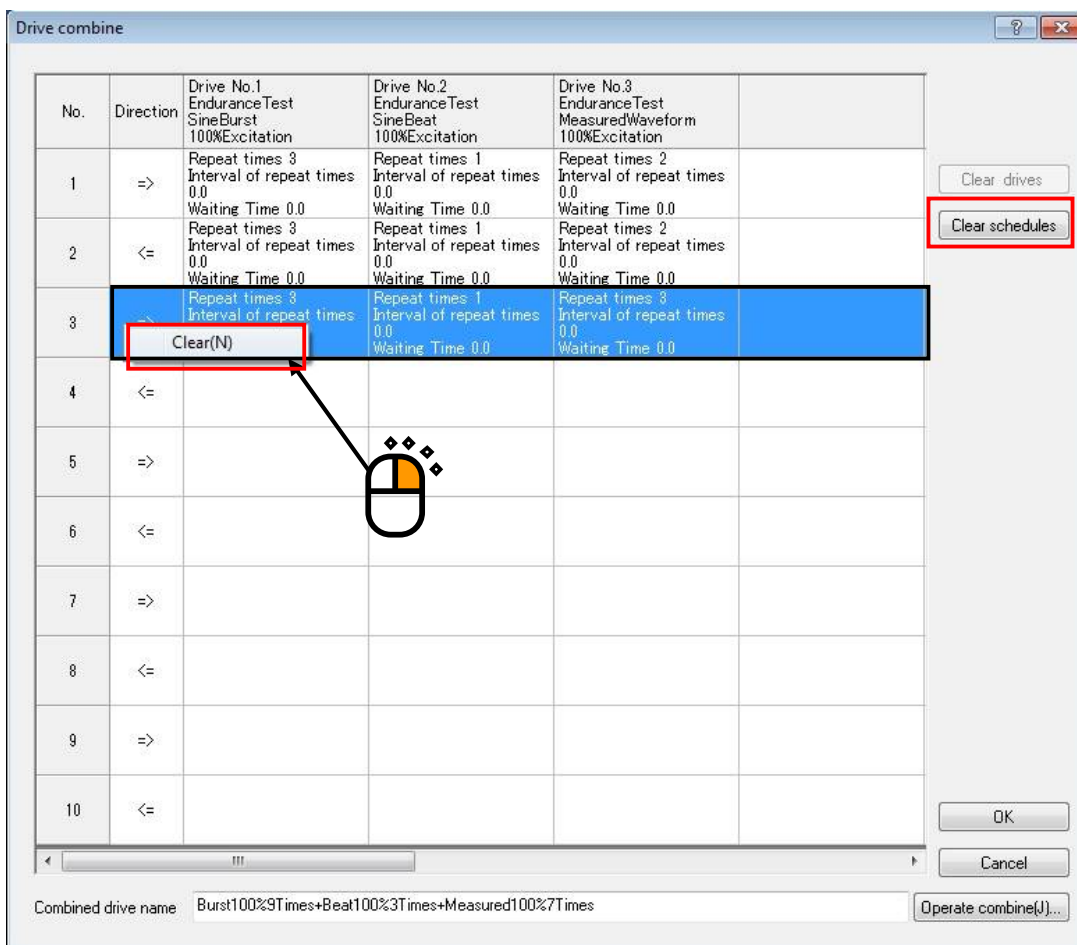 Drive combine
No.
Direction
Drive No.1
EnduranceTest
SineBurst
100%Excitation
Drive No.2
EnduranceTest
SineBeat
100%Excitation
Drive No.3
EnduranceTest
MeasuredWaveform
100%Excitation
1
=>
Repeat times 3
Interval of repeat times
0.0
Waiting Time 0.0
Repeat times 1
Interval of repeat times
0.0
Waiting Time 0.0
Repeat times 2
Interval of repeat times
0.0
Waiting Time 0.0
Clear drives
Clear schedules
2
<=
Repeat times 3
Interval of repeat times
0.0
Waiting Time 0.0
Repeat times 1
Interval of repeat times
0.0
Waiting Time 0.0
Repeat times 2
Interval of repeat times
0.0
Waiting Time 0.0
3
=>
Repeat times 3
Interval of repeat times
Repeat times 1
Interval of repeat times
0.0
Waiting Time 0.0
Repeat times 3
Interval of repeat times
0.0
Waiting Time 0.0
Clear(N)
4
<=
5
=>
6
<=
7
=>
8
<=
9
=>
10
<=
OK
Cancel
Combined drive name
Burst100%9Times+Beat100%3Times+Measured100%7Times
Operate combine(J)...